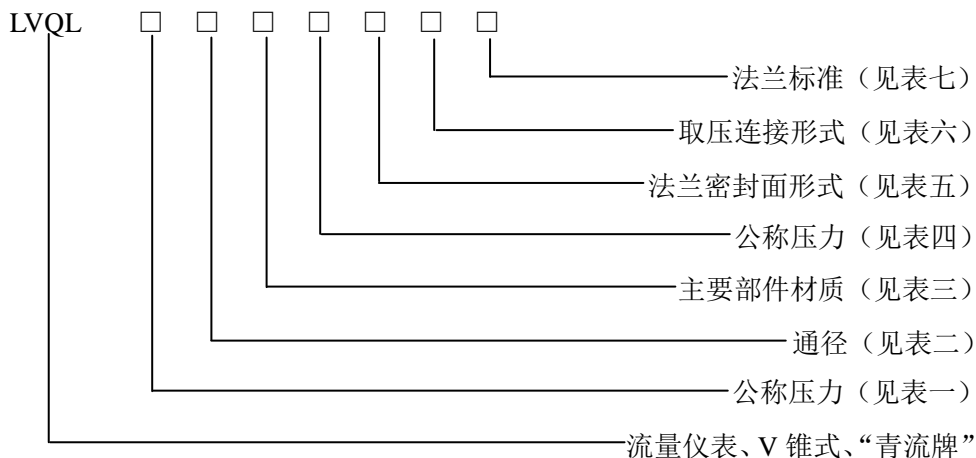 LVQL □ □ □ □ □ □ □
法兰标准（见表七）
取压连接形式（见表六）
法兰密封面形式（见表五）
公称压力（见表四）
主要部件材质（见表三）
通径（见表二）
公称压力（见表一）
流量仪表、V 锥式、“青流牌”